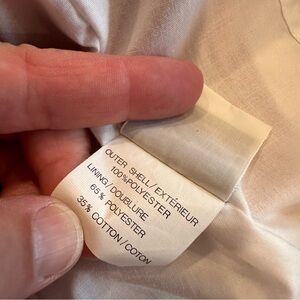 OUTER SHELL/EXTÉRIEUR
100%POLYESTER
LINING/DOUBLURE
65% POLYESTER
35% COTTON/COTON